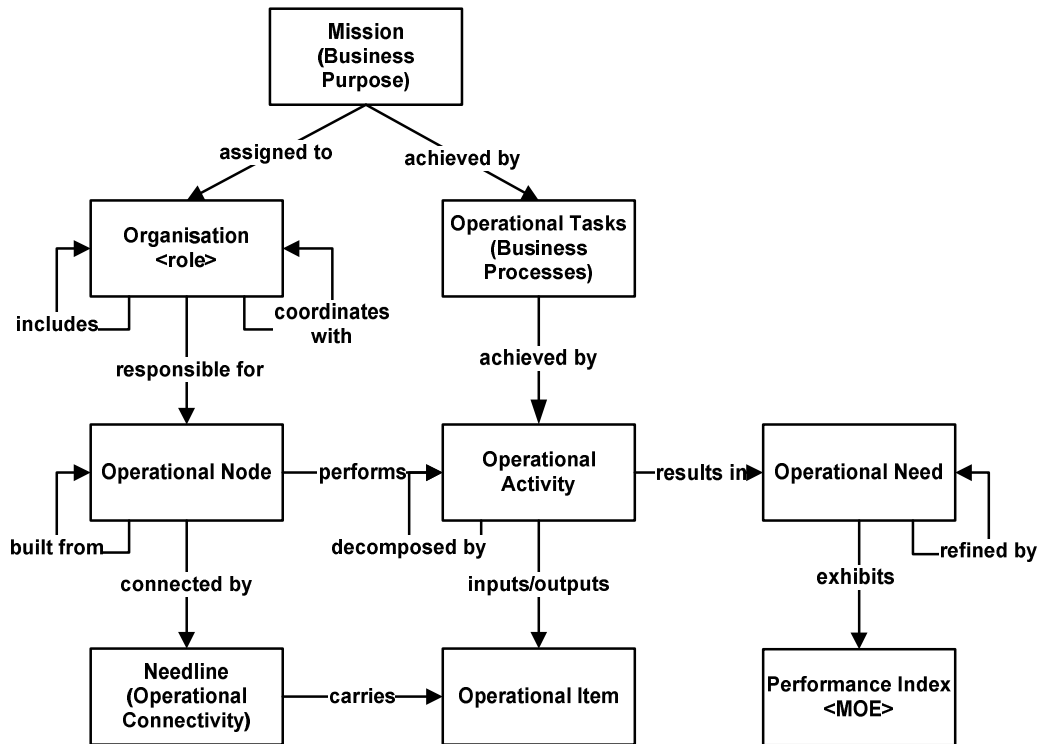 Mission
(Business
Purpose)
assigned to
achieved by
Organisation
<role>
Operational Tasks
(Business
Processes)
includes
coordinates
with
responsible for
achieved by
Operational Node
performs
Operational
Activity
results in
Operational Need
built from
decomposed by
refined by
connected by
inputs/outputs
exhibits
Needline
(Operational
Connectivity)
carries
Operational Item
Performance Index
<MOE>